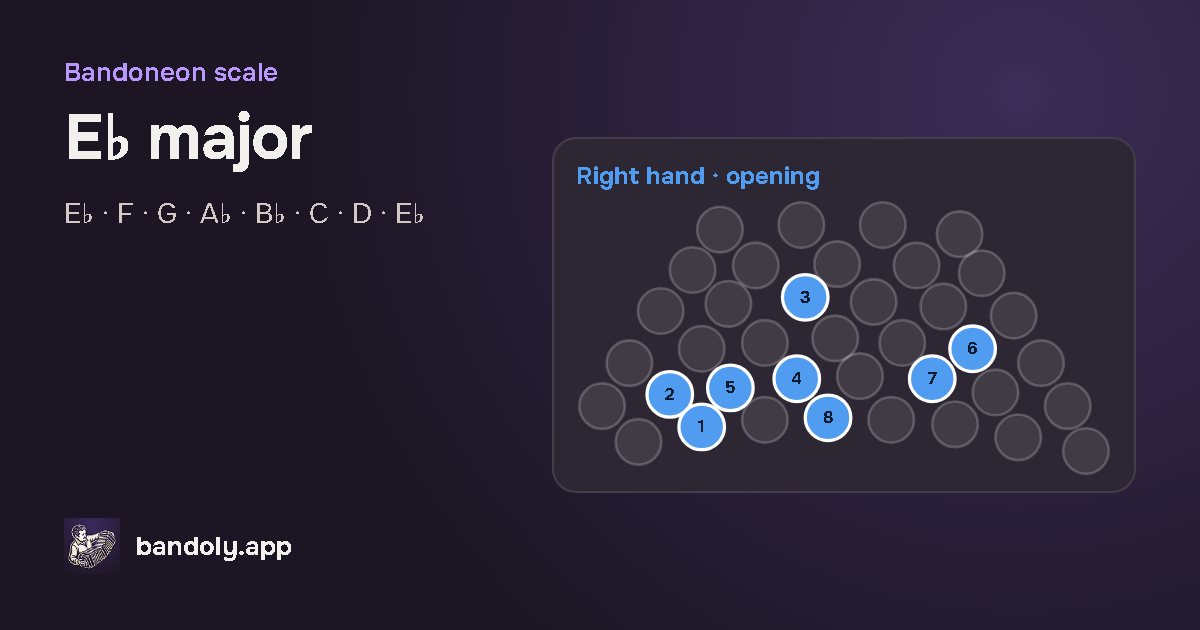 Bandoneon scale
E♭ major
E♭ · F · G · A♭ · B♭ · C · D · E♭
Right hand · opening
3
6
2 5 4 7
1 8
bandoly.app